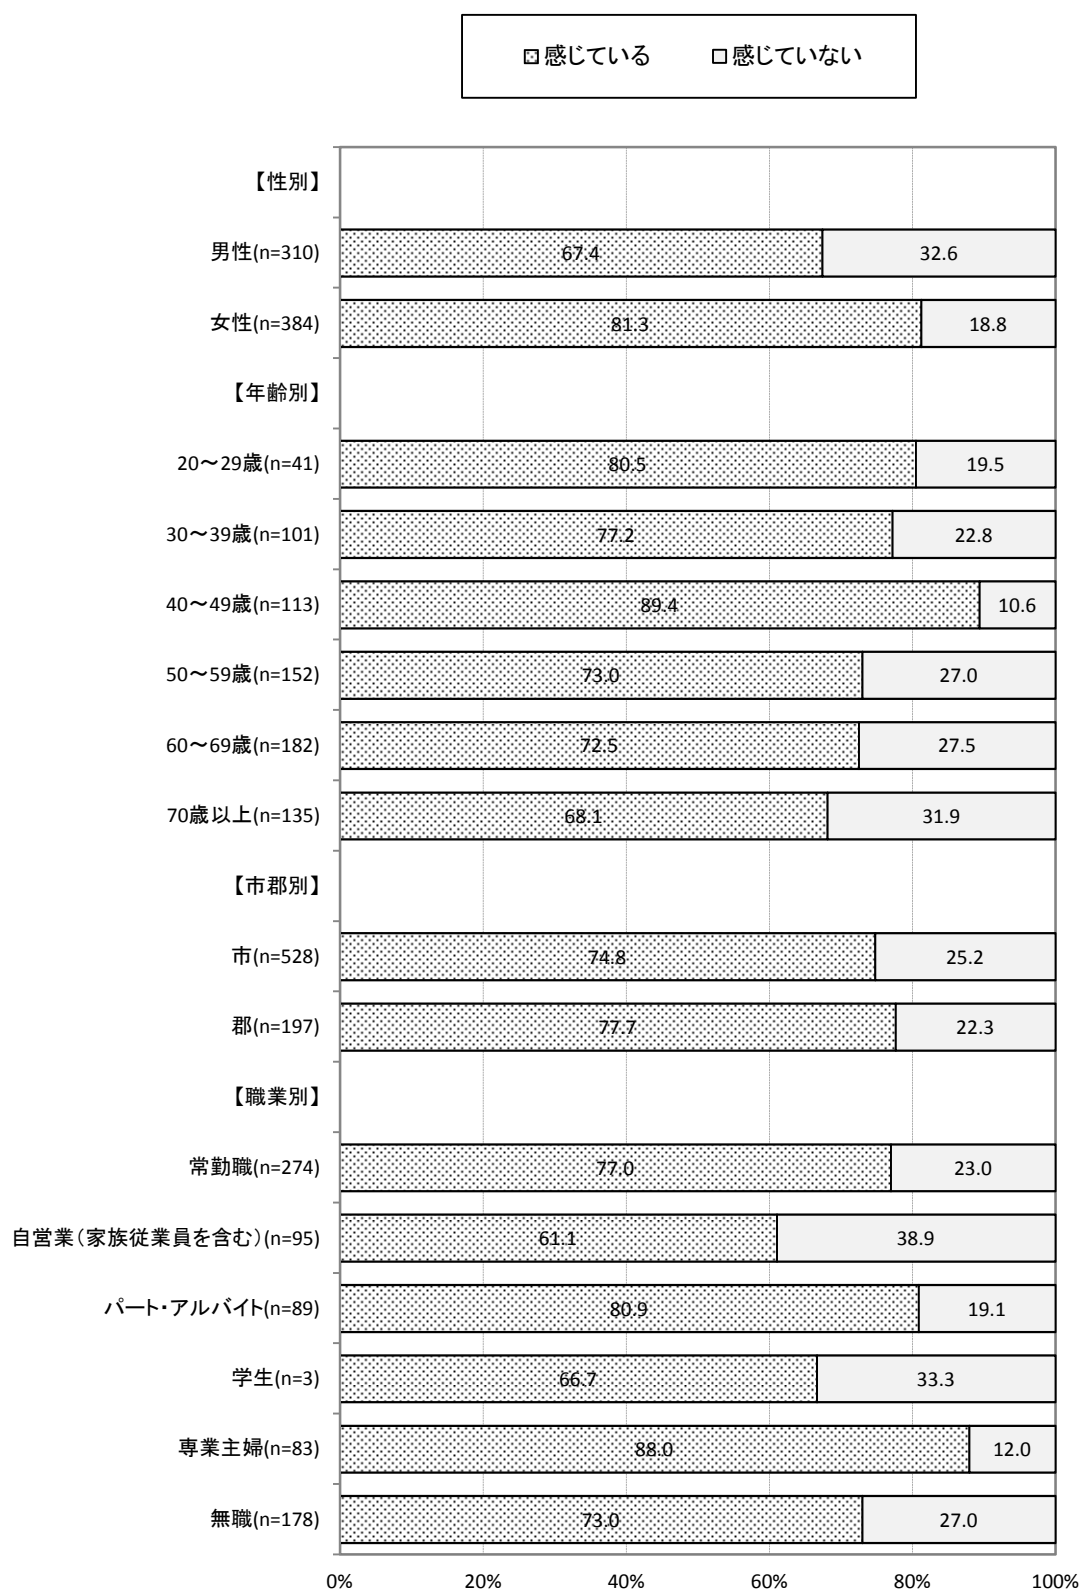 感じている 感じていない
【性別】
男性(n=310) 67.4 32.6
女性(n=384) 81.3 18.8
【年齢別】
20～29歳(n=41) 80.5 19.5
30～39歳(n=101) 77.2 22.8
40～49歳(n=113) 89.4 10.6
50～59歳(n=152) 73.0 27.0
60～69歳(n=182) 72.5 27.5
70歳以上(n=135) 68.1 31.9
【市郡別】
市(n=528) 74.8 25.2
郡(n=197) 77.7 22.3
【職業別】
常勤職(n=274) 77.0 23.0
自営業（家族従業員を含む）(n=95) 61.1 38.9
パート・アルバイト(n=89) 80.9 19.1
学生(n=3) 66.7 33.3
専業主婦(n=83) 88.0 12.0
無職(n=178) 73.0 27.0
0% 20% 40% 60% 80% 100%